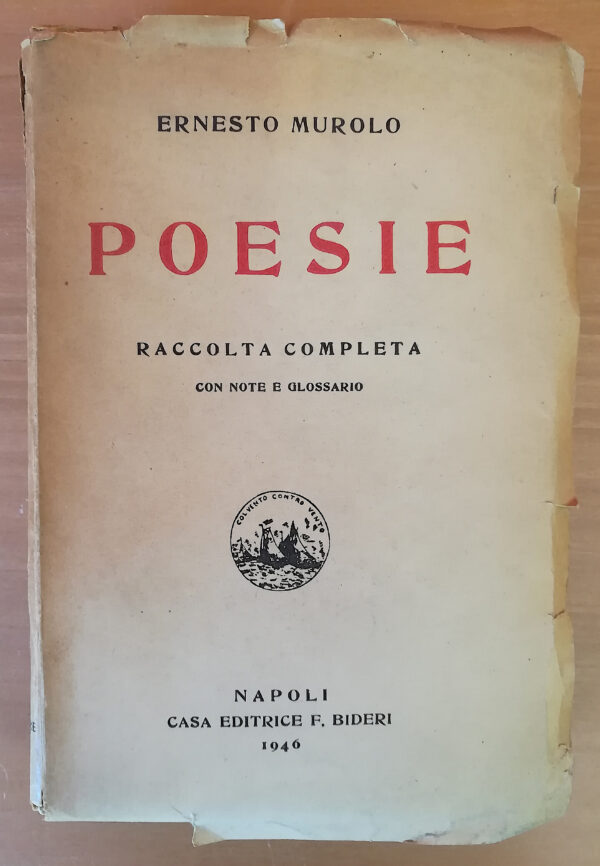 ERNESTO MUROLO
POESIE
RACCOLTA COMPLETA
CON NOTE E GLOSSARIO
COL VENTO CONTRO VENTO
NAPOLI
CASA EDITRICE F. BIDERI
1946